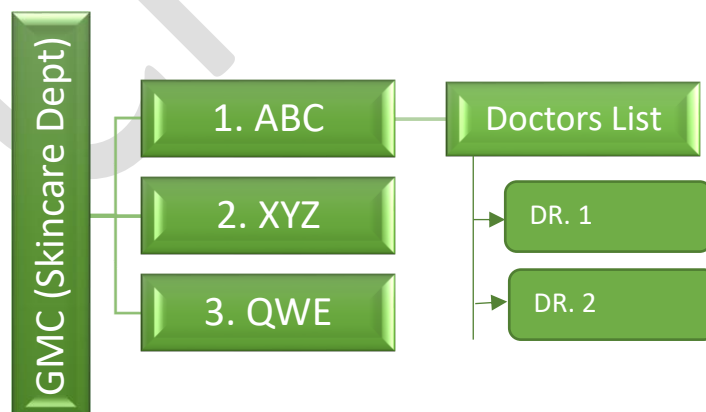 GMC (Skincare Dept)
1. ABC
2. XYZ
3. QWE
Doctors List
DR. 1
DR. 2